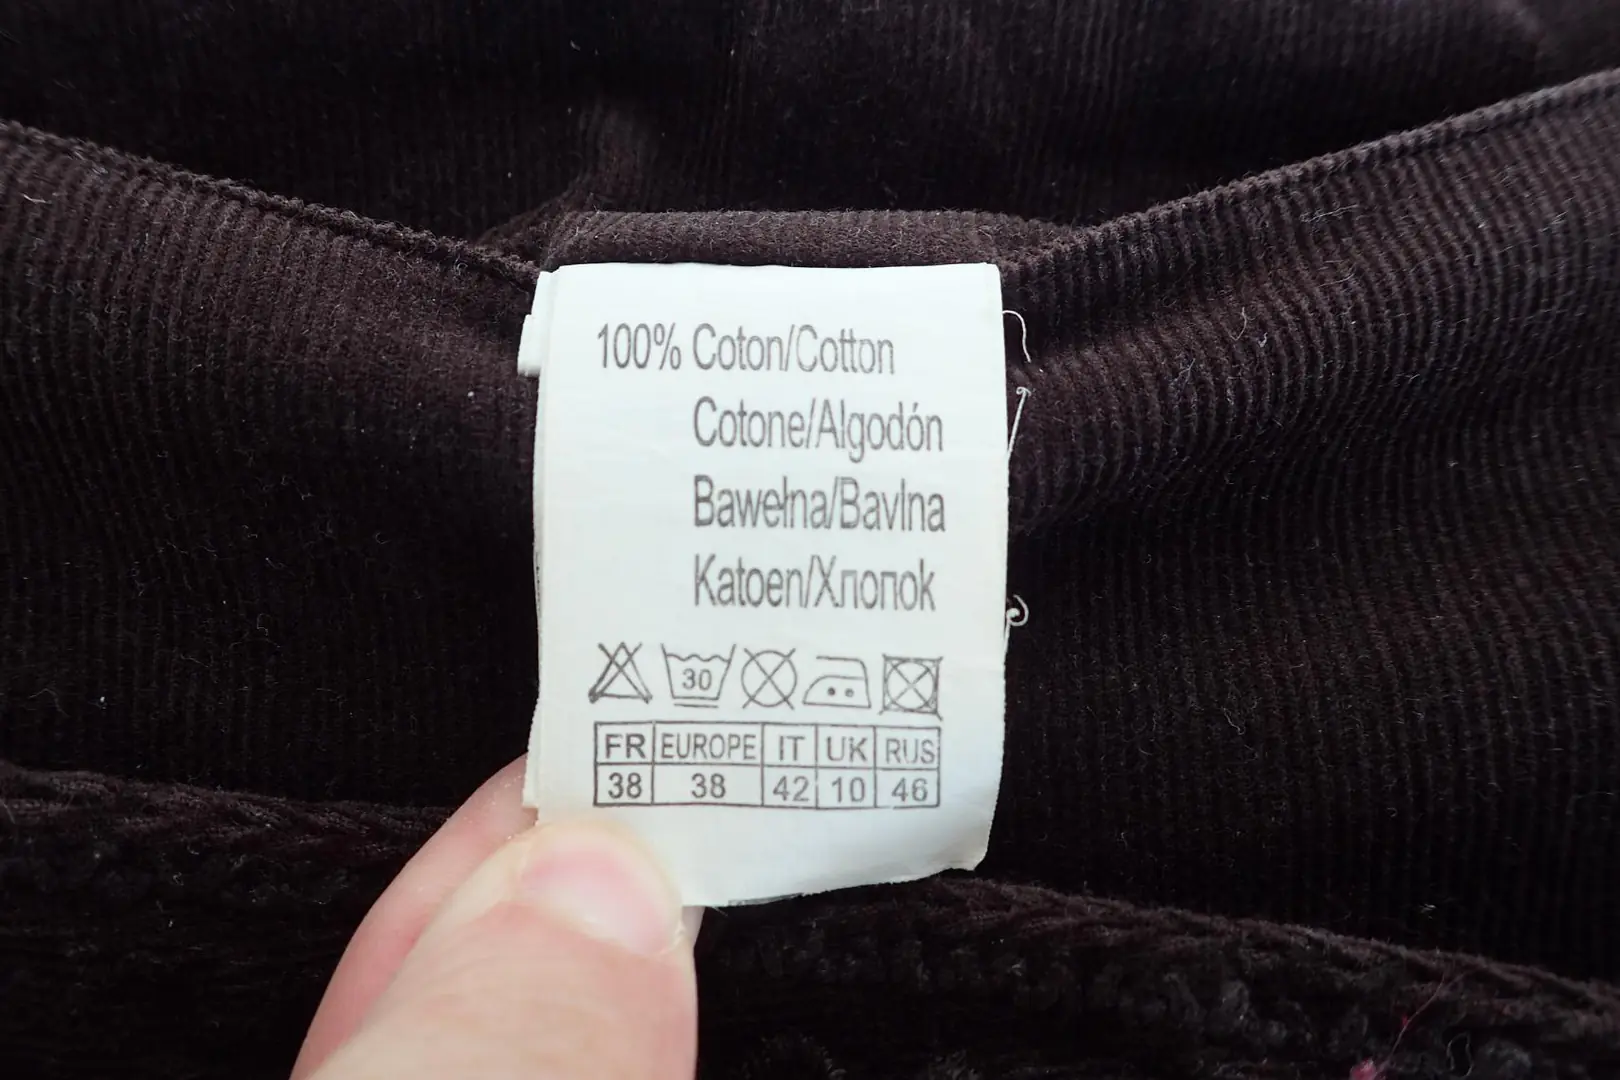 100% Coton/Cotton
Cotone/Algodón
Bawełna/Bavlna
Katoen/Хлопок
30
FR EUROPE IT UK RUS
38 38 42 10 46